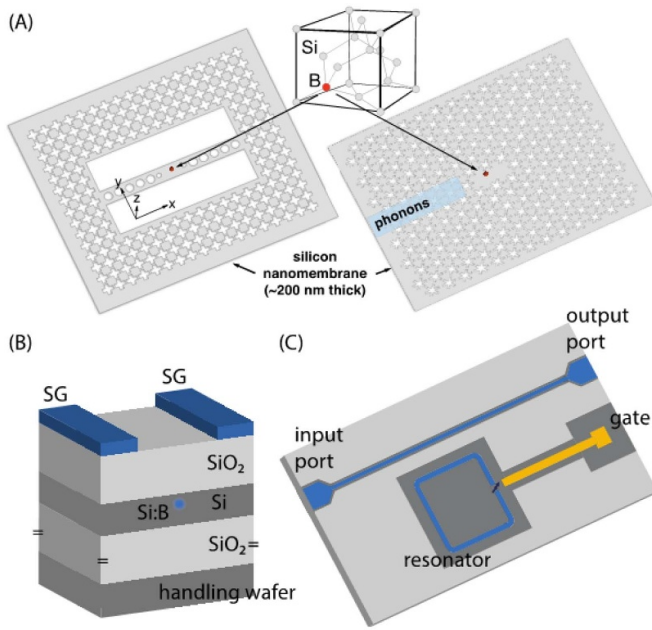 (A)
Si
B
y
z
x
phonons
silicon
nanomembrane
(~200 nm thick)
(B)
SG
SG
SiO₂
Si:B
Si
SiO₂
=
=
=
handling wafer
(C)
output
port
input
port
gate
resonator